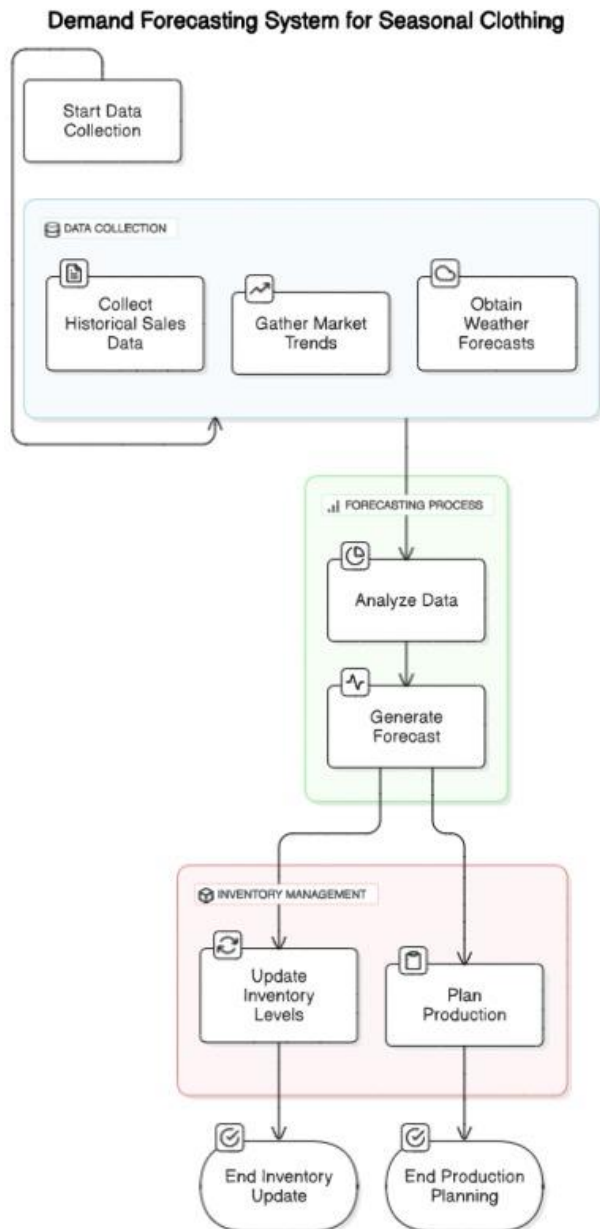 Demand Forecasting System for Seasonal Clothing
Start Data
Collection
DATA COLLECTION
Collect
Historical Sales
Data
Gather Market
Trends
Obtain
Weather
Forecasts
FORECASTING PROCESS
Analyze Data
Generate
Forecast
INVENTORY MANAGEMENT
Update
Inventory
Levels
Plan
Production
End Inventory
Update
End Production
Planning